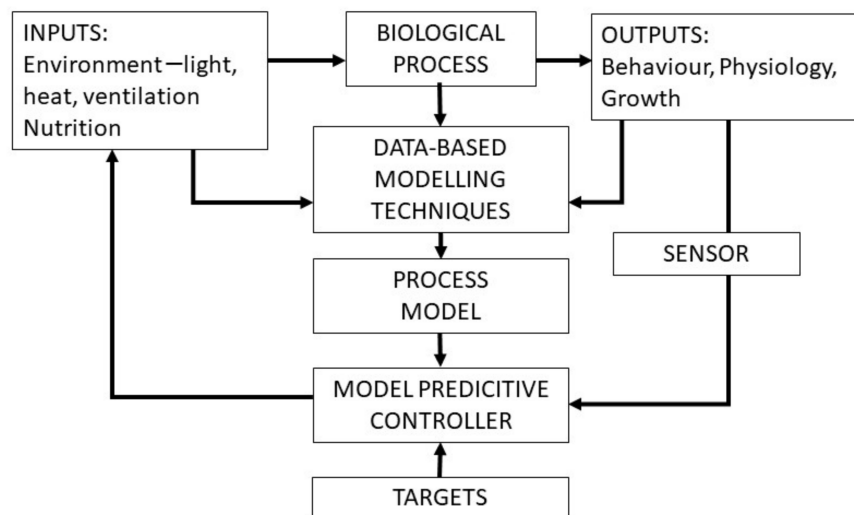 INPUTS:
Environment—light,
heat, ventilation
Nutrition
BIOLOGICAL
PROCESS
OUTPUTS:
Behaviour, Physiology,
Growth
DATA-BASED
MODELLING
TECHNIQUES
SENSOR
PROCESS
MODEL
MODEL PREDICITIVE
CONTROLLER
TARGETS